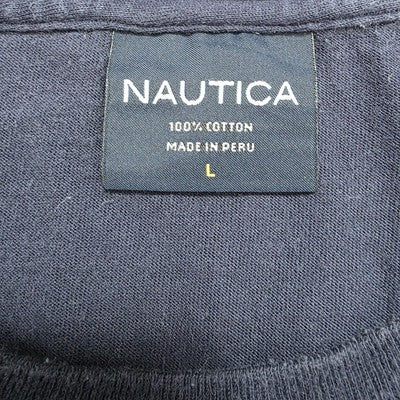 NAUTICA
100% COTTON
MADE IN PERU
L